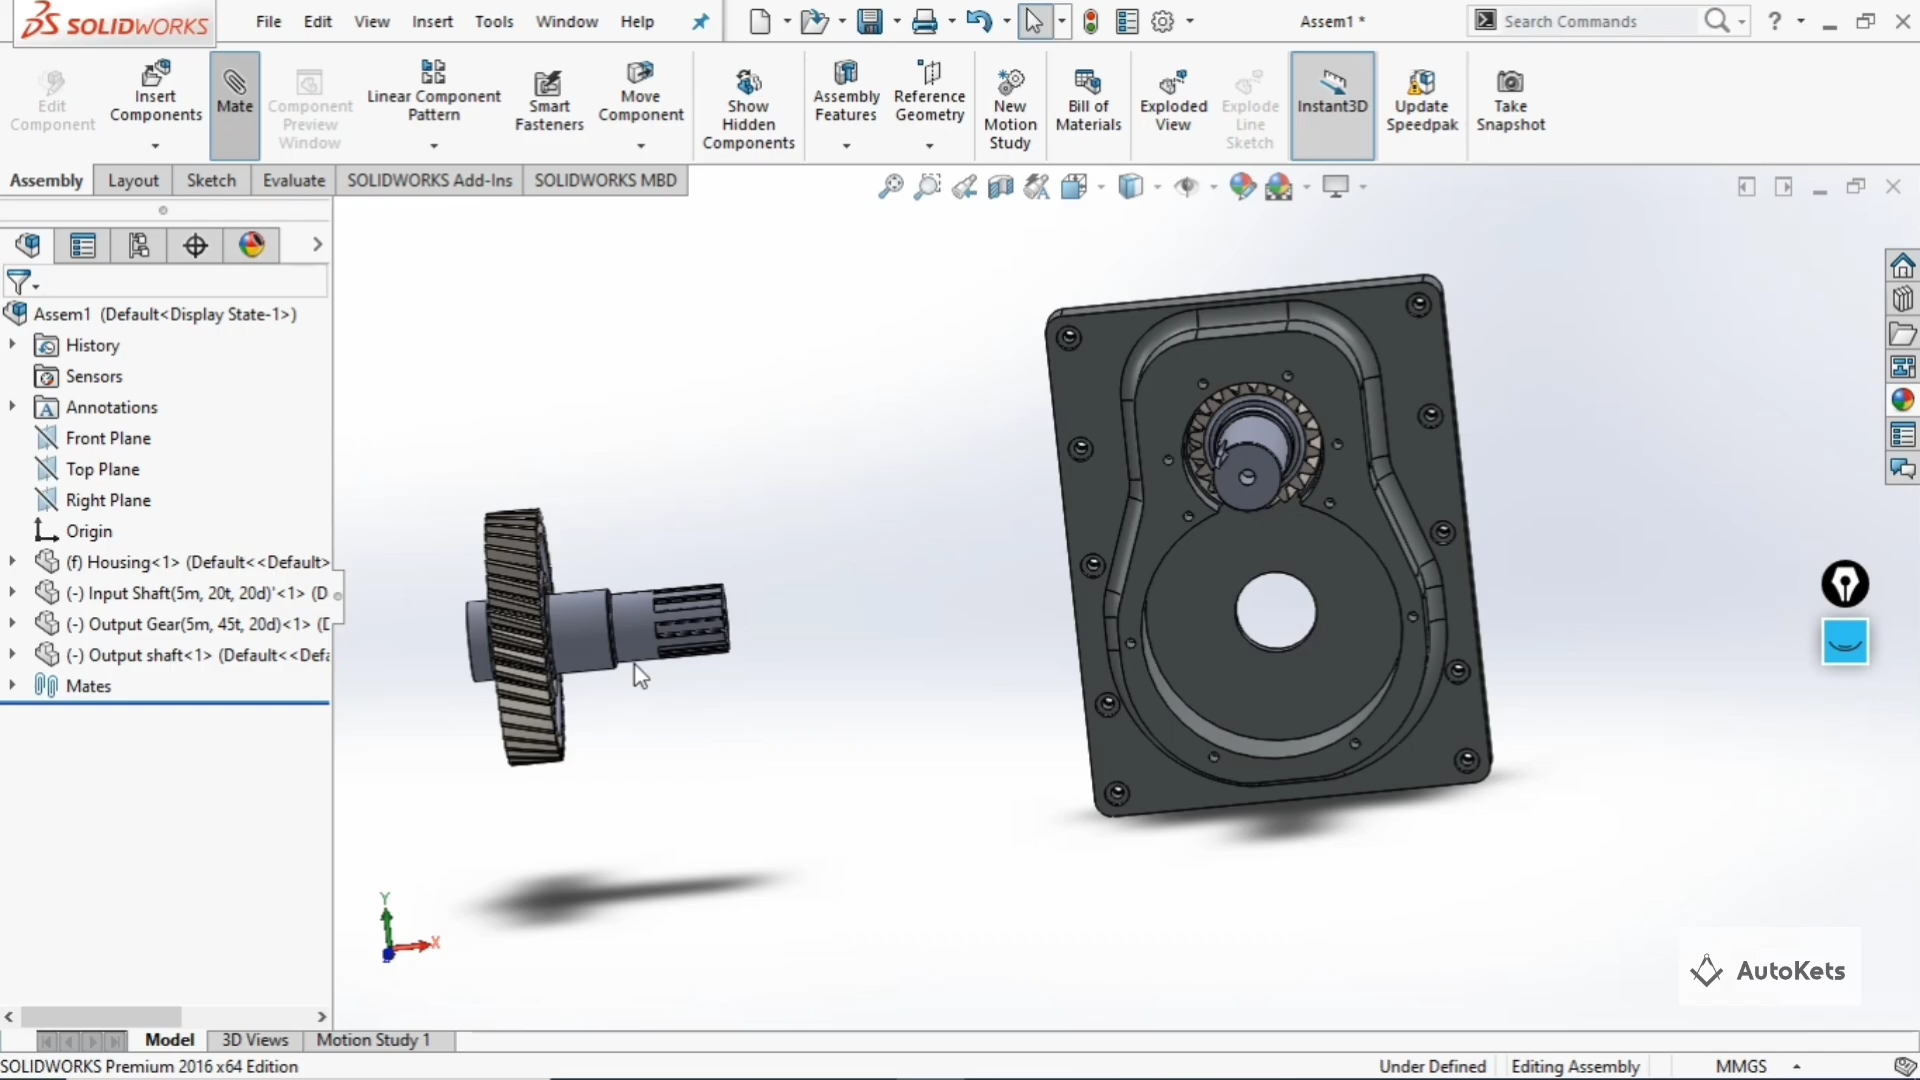 SOLIDWORKS
File Edit View Insert Tools Window Help
Assem1 *
Search Commands
?
Edit Component
Insert Components
Mate
Component Preview Window
Linear Component Pattern
Smart Fasteners
Move Component
Show Hidden Components
Assembly Features
Reference Geometry
New Motion Study
Bill of Materials
Exploded View
Explode Line Sketch
Instant3D
Update Speedpak
Take Snapshot
Assembly Layout Sketch Evaluate SOLIDWORKS Add-Ins SOLIDWORKS MBD
Assem1 (Default<Display State-1>)
History
Sensors
Annotations
Front Plane
Top Plane
Right Plane
Origin
(f) Housing<1> (Default<<Default>
(-) Input Shaft(5m, 20t, 20d)'<1> (D
(-) Output Gear(5m, 45t, 20d)<1> (D
(-) Output shaft<1> (Default<<Defa
Mates
Y
X
AutoKets
Model 3D Views Motion Study 1
SOLIDWORKS Premium 2016 x64 Edition
Under Defined Editing Assembly MMGS